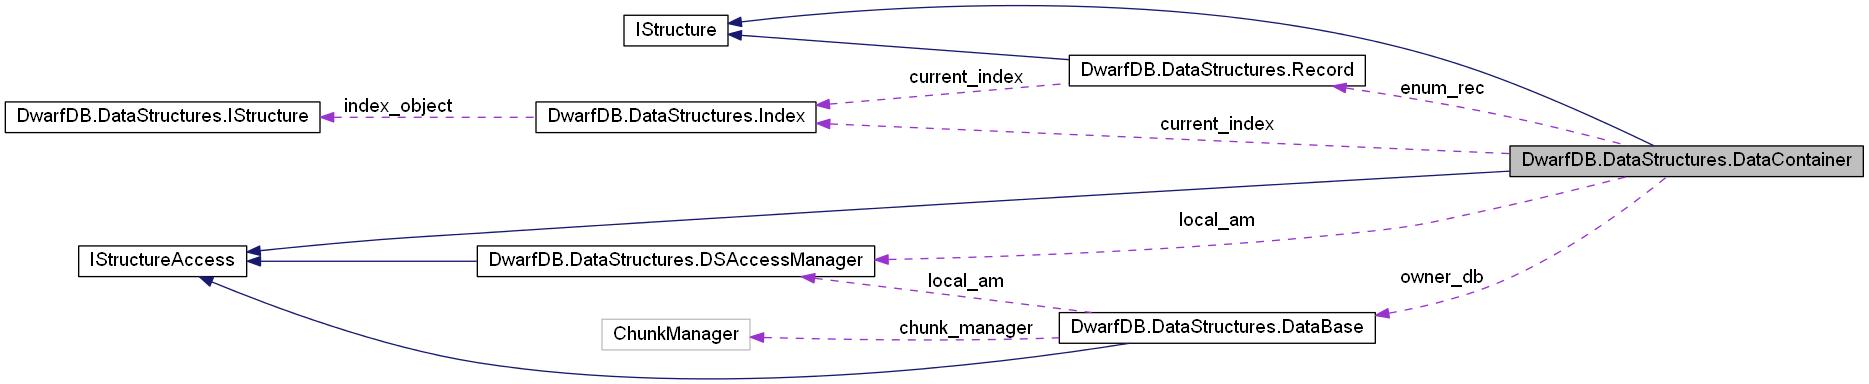 IStructure
DwarfDB.DataStructures.Record
current_index
enum_rec
DwarfDB.DataStructures.IStructure
index_object
DwarfDB.DataStructures.Index
current_index
DwarfDB.DataStructures.DataContainer
local_am
IStructureAccess
DwarfDB.DataStructures.DSAccessManager
local_am
owner_db
ChunkManager
chunk_manager
DwarfDB.DataStructures.DataBase